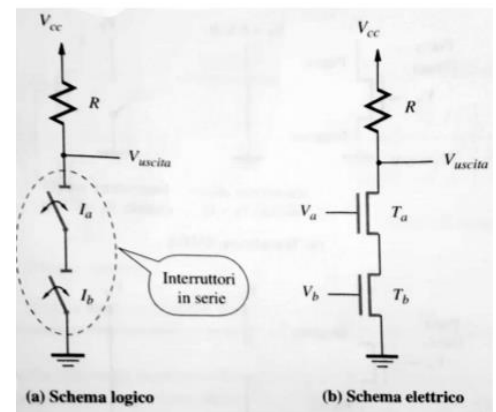 Vcc
R
Vuscita
Ia
Ib
Interruttori
in serie
(a) Schema logico
Vcc
R
Vuscita
Va
Ta
Vb
Tb
(b) Schema elettrico